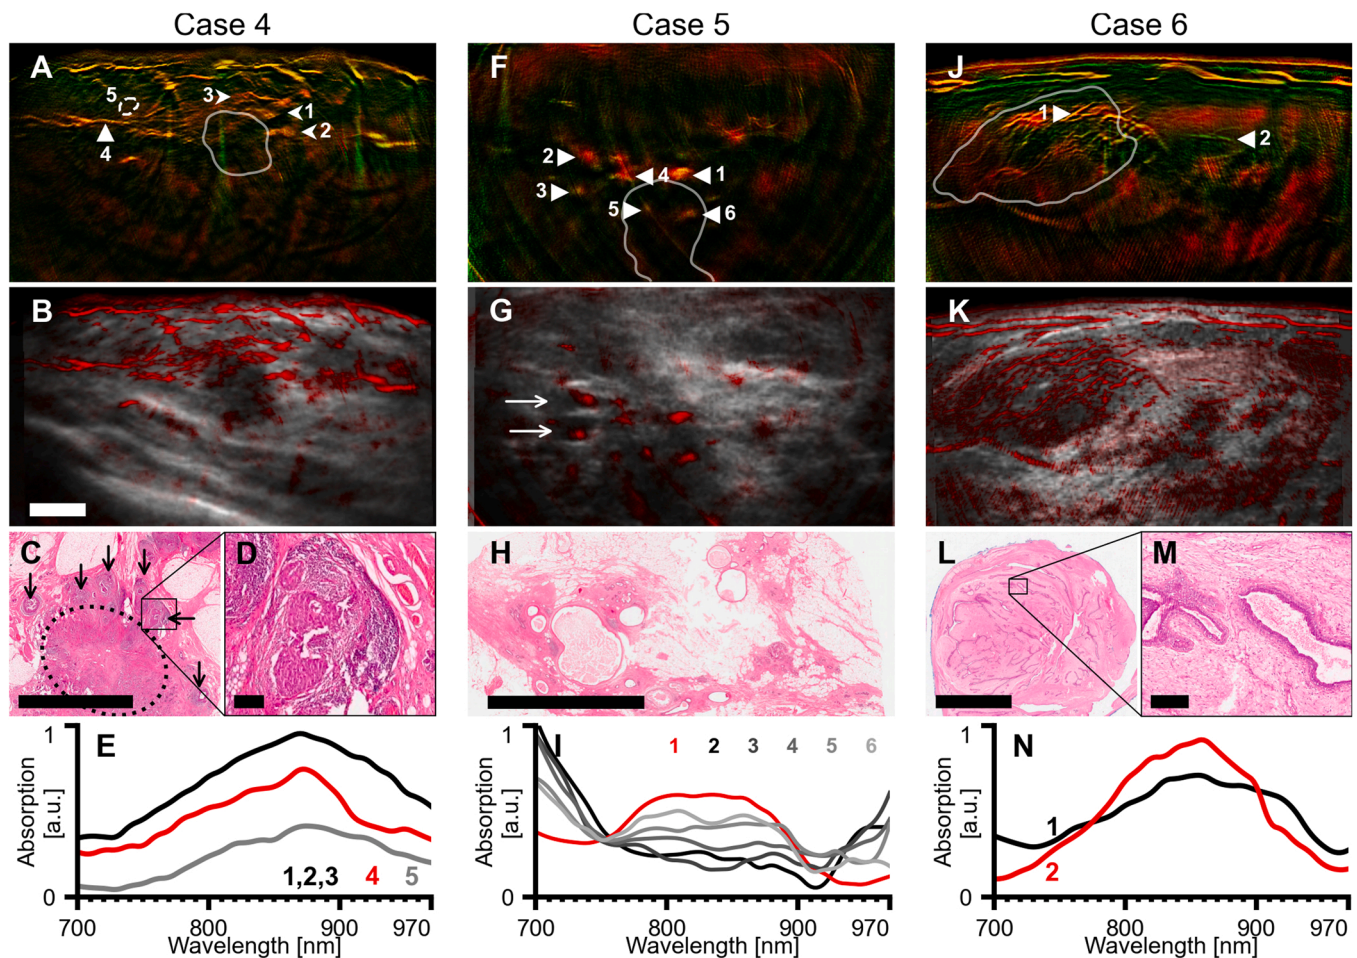 Case 4
Case 5
Case 6
A
5
3
1
2
4
F
2
4
1
3
5
6
J
1
2
B
G
K
C
D
H
L
M
Absorption
[a.u.]
1
0
E
1,2,3 4 5
700 800 900 970
Wavelength [nm]
Absorption
[a.u.]
1
0
I
1 2 3 4 5 6
700 800 900 970
Wavelength [nm]
Absorption
[a.u.]
1
0
N
1
2
700 800 900 970
Wavelength [nm]